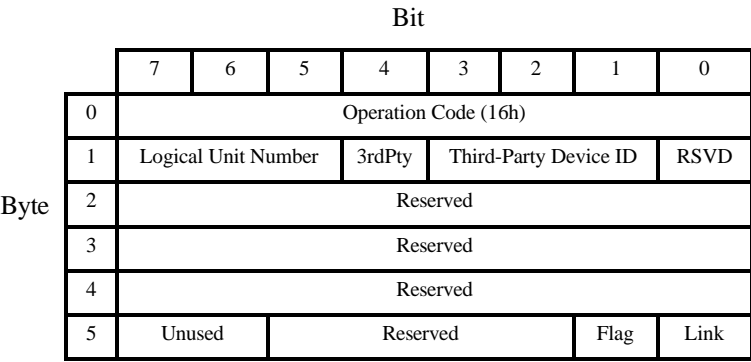 Bit
7 6 5 4 3 2 1 0
0 Operation Code (16h)
1 Logical Unit Number 3rdPty Third-Party Device ID RSVD
Byte 2 Reserved
3 Reserved
4 Reserved
5 Unused Reserved Flag Link